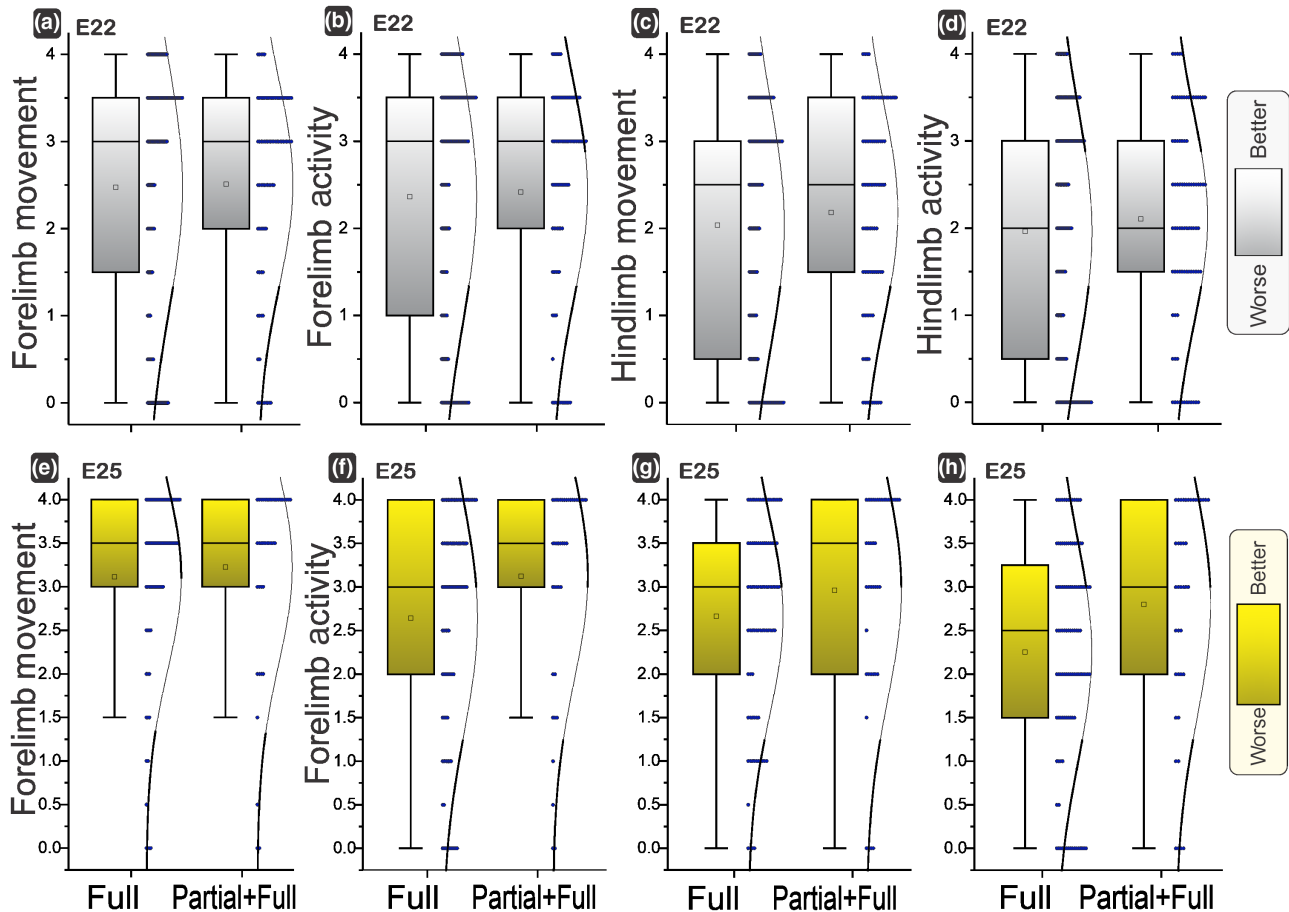 (a) E22
Forelimb movement
4
3
2
1
0
(b) E22
Forelimb activity
4
3
2
1
0
(c) E22
Hindlimb movement
4
3
2
1
0
(d) E22
Hindlimb activity
4
3
2
1
0
Better
Worse
(e) E25
Forelimb movement
4.0
3.5
3.0
2.5
2.0
1.5
1.0
0.5
0.0
Full Partial+Full
(f) E25
Forelimb activity
4.0
3.5
3.0
2.5
2.0
1.5
1.0
0.5
0.0
Full Partial+Full
(g) E25
4.0
3.5
3.0
2.5
2.0
1.5
1.0
0.5
0.0
Full Partial+Full
(h) E25
4.0
3.5
3.0
2.5
2.0
1.5
1.0
0.5
0.0
Full Partial+Full
Better
Worse